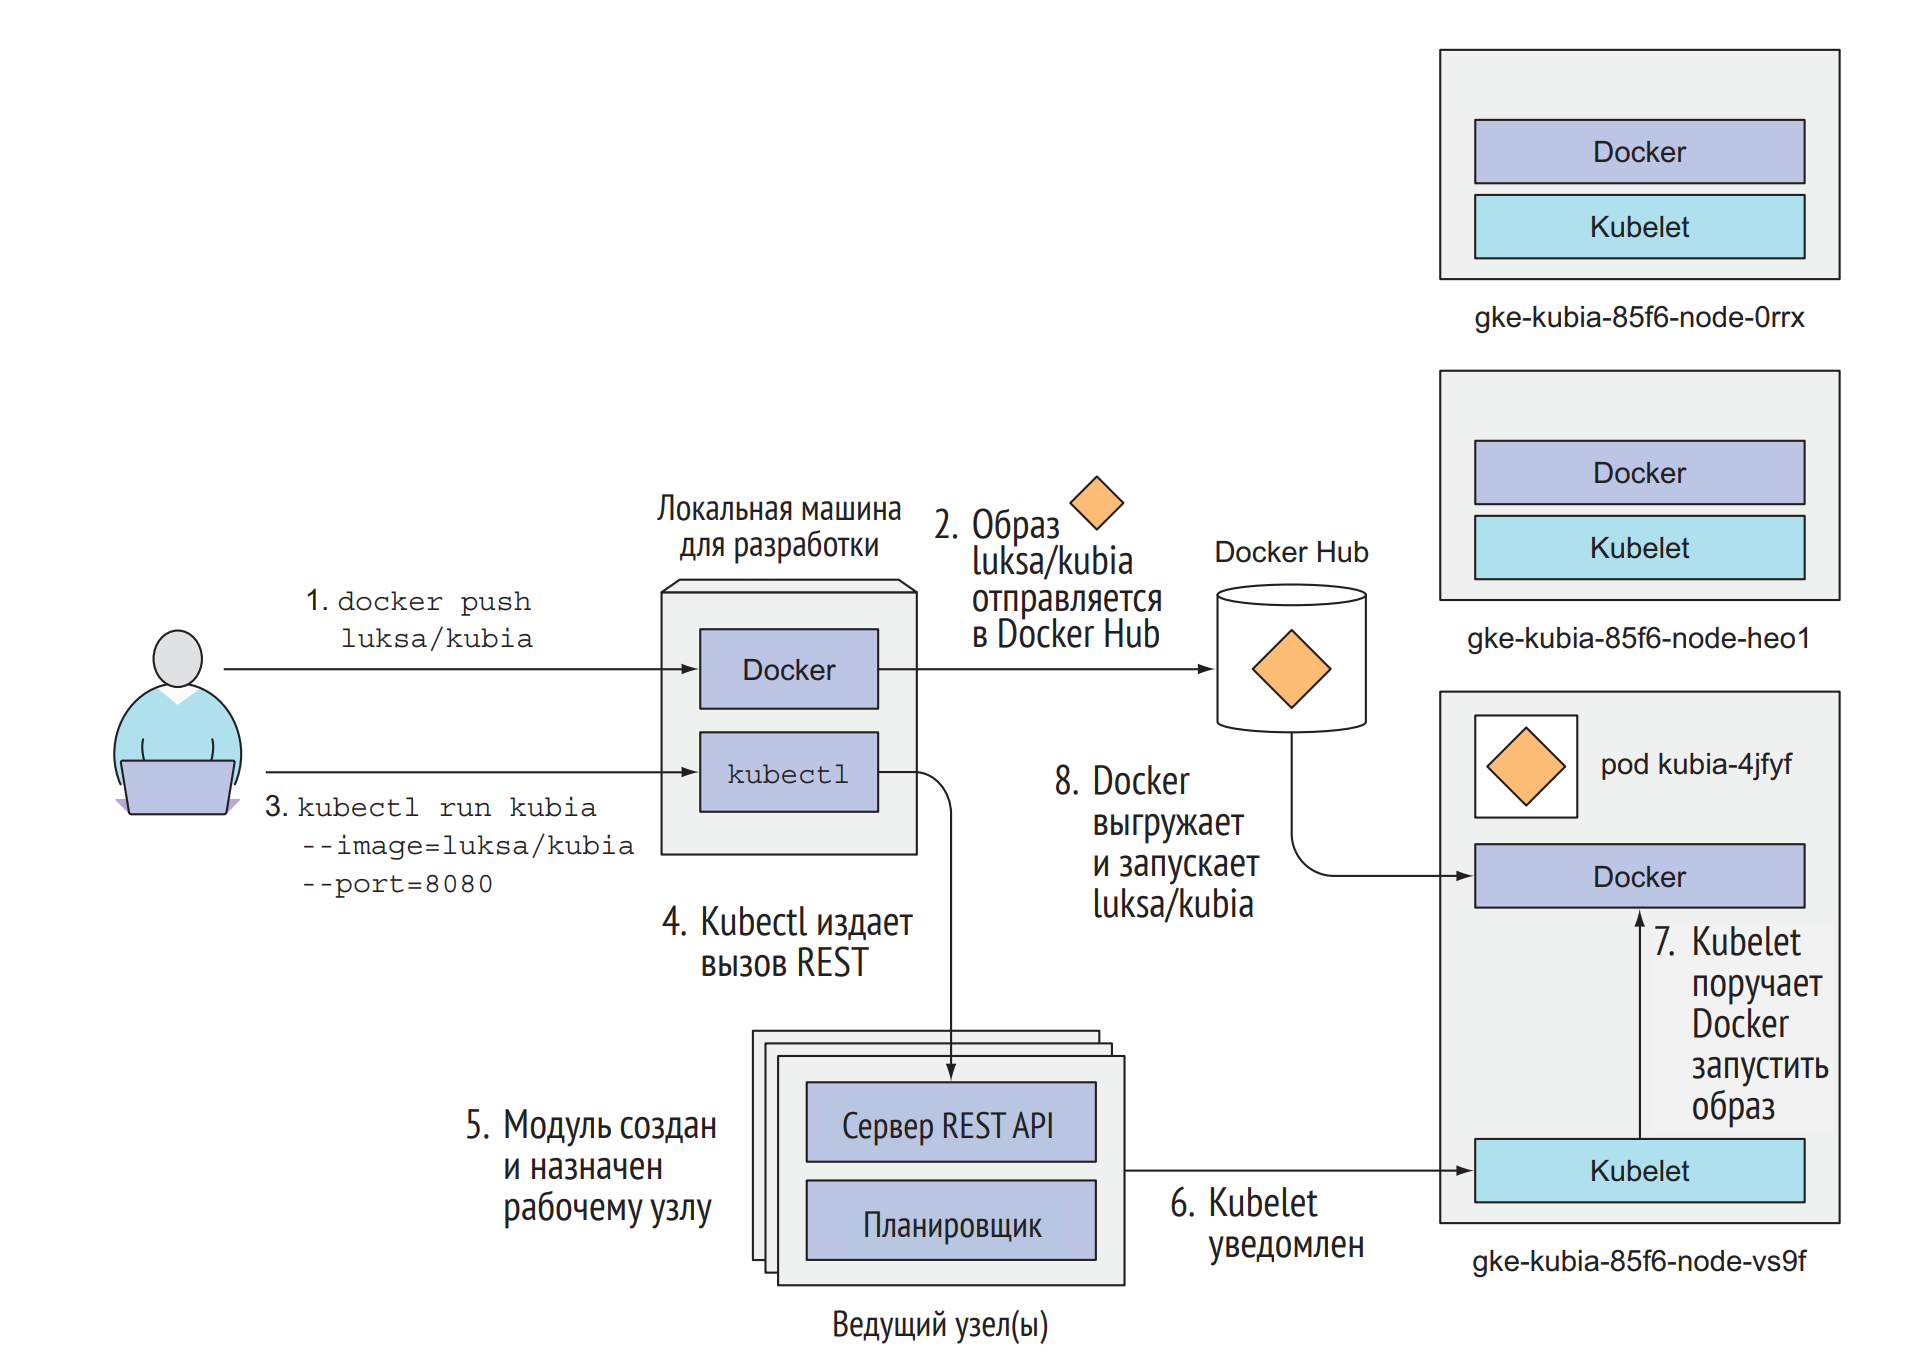 Docker
Kubelet
gke-kubia-85f6-node-0rrx
Docker
Kubelet
gke-kubia-85f6-node-heo1
Локальная машина
для разработки
1. docker push
luksa/kubia
Docker
kubectl
3. kubectl run kubia
--image=luksa/kubia
--port=8080
2. Образ
luksa/kubia
отправляется
в Docker Hub
Docker Hub
4. Kubectl издает
вызов REST
5. Модуль создан
и назначен
рабочему узлу
Сервер REST API
Планировщик
Ведущий узел(ы)
6. Kubelet
уведомлен
8. Docker
выгружает
и запускает
luksa/kubia
pod kubia-4jfyf
Docker
7. Kubelet
поручает
Docker
запустить
образ
Kubelet
gke-kubia-85f6-node-vs9f